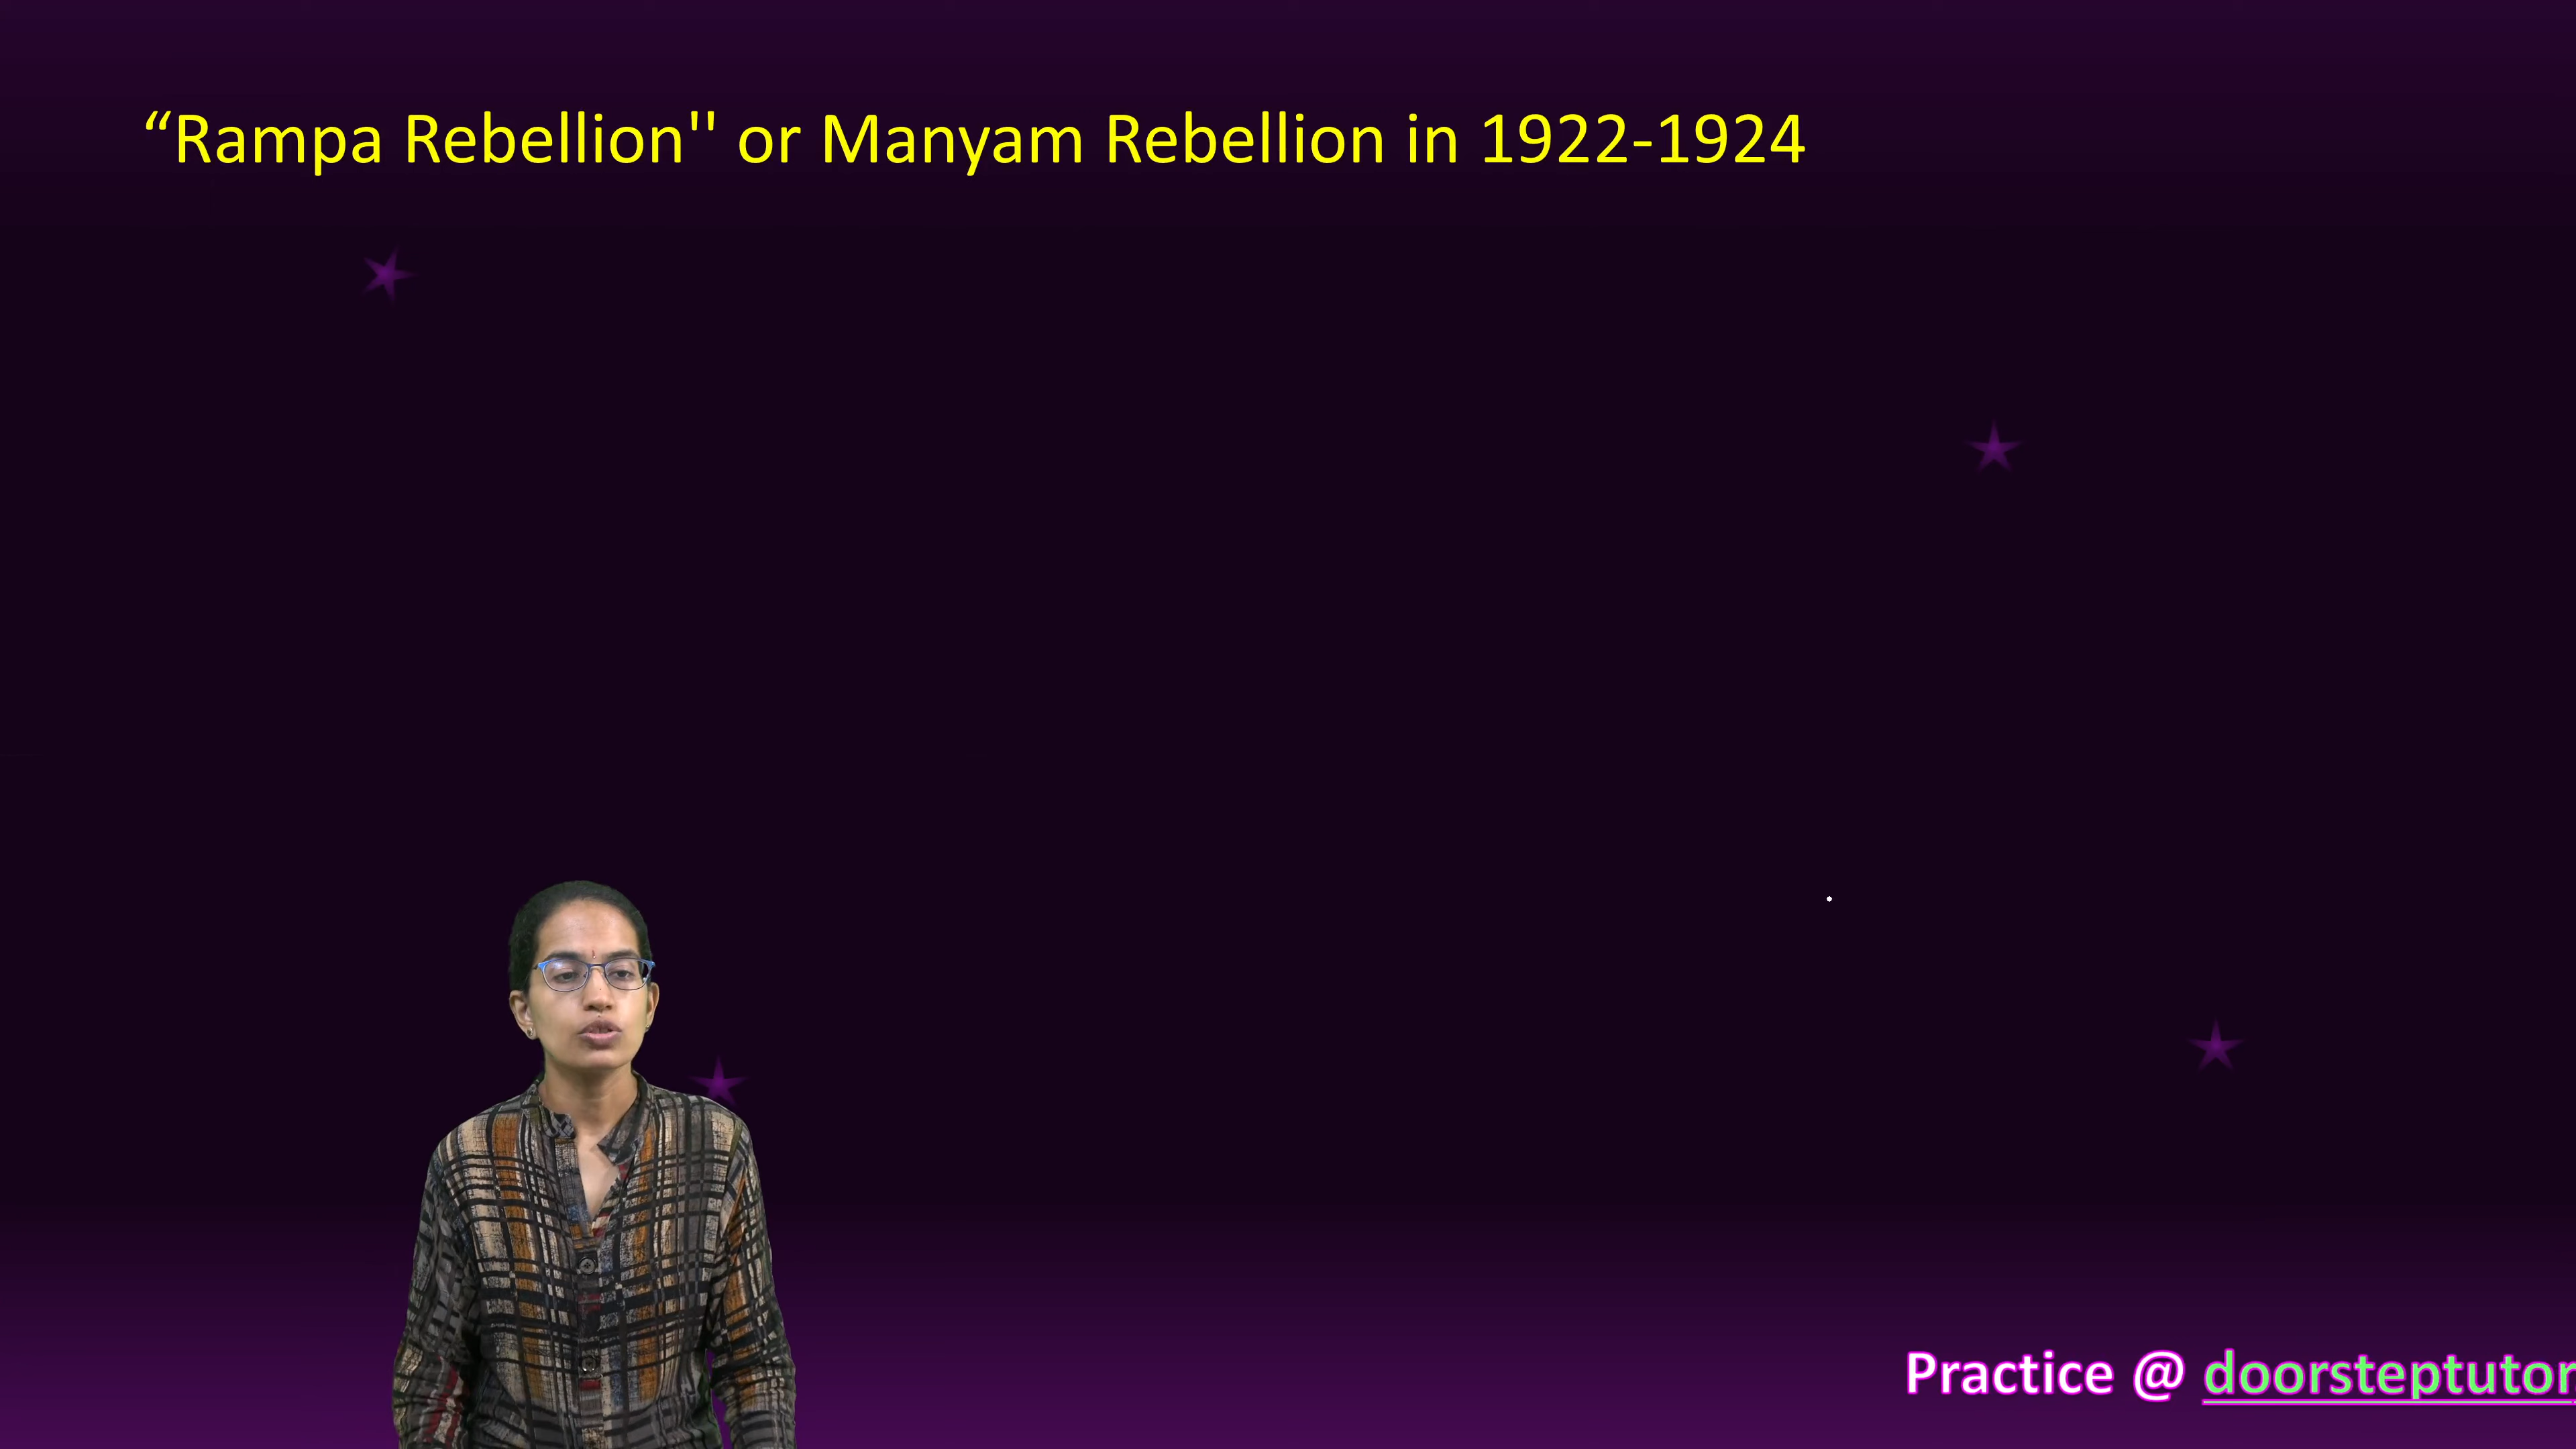 “Rampa Rebellion'' or Manyam Rebellion in 1922-1924
Practice @ doorsteptutor